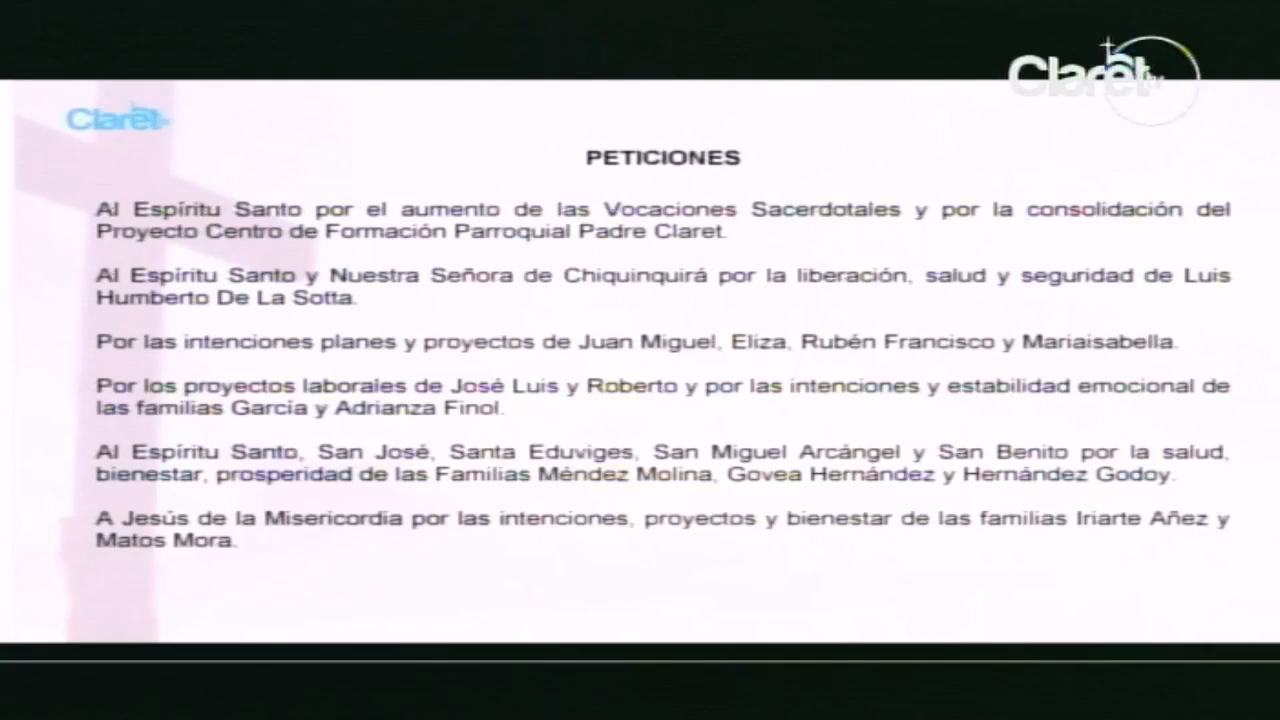 Claret tv
Claret
PETICIONES
Al Espíritu Santo por el aumento de las Vocaciones Sacerdotales y por la consolidación del
Proyecto Centro de Formación Parroquial Padre Claret.
Al Espíritu Santo y Nuestra Señora de Chiquinquirá por la liberación, salud y seguridad de Luis
Humberto De La Sotta.
Por las intenciones planes y proyectos de Juan Miguel, Eliza, Rubén Francisco y Mariaisabella.
Por los proyectos laborales de José Luis y Roberto y por las intenciones y estabilidad emocional de
las familias García y Adrianza Finol.
Al Espíritu Santo, San José, Santa Eduviges, San Miguel Arcángel y San Benito por la salud,
bienestar, prosperidad de las Familias Méndez Molina, Govea Hernández y Hernández Godoy.
A Jesús de la Misericordia por las intenciones, proyectos y bienestar de las familias Iriarte Añez y
Matos Mora.